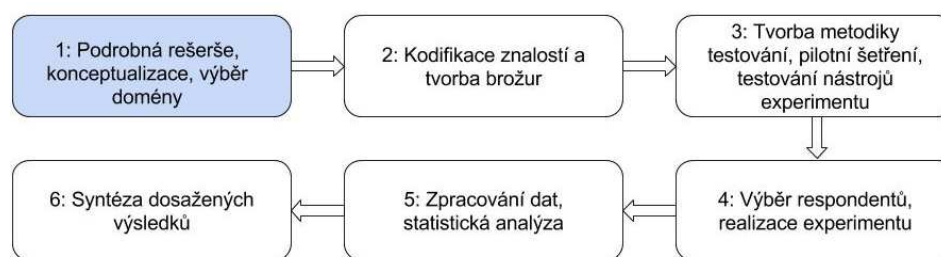 1: Podrobná rešerše,
konceptualizace, výběr
domény
2: Kodifikace znalostí a
tvorba brožur
3: Tvorba metodiky
testování, pilotní šetření,
testování nástrojů
experimentu
4: Výběr respondentů,
realizace experimentu
5: Zpracování dat,
statistická analýza
6: Syntéza dosažených
výsledků